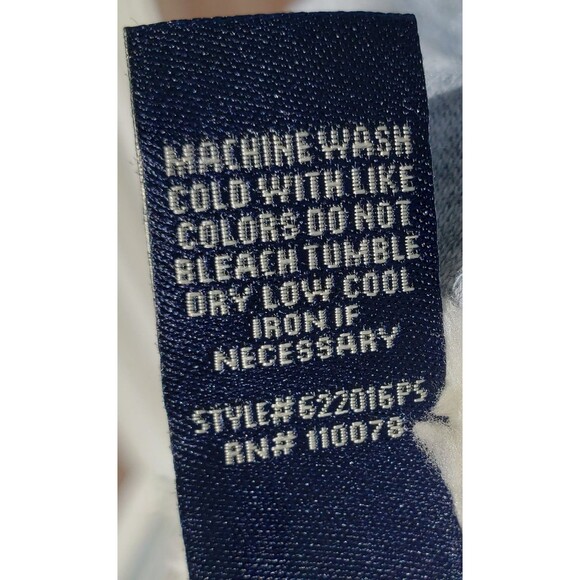 MACHINE WASH
COLD WITH LIKE
COLORS DO NOT
BLEACH TUMBLE
DRY LOW COOL
IRON IF
NECESSARY
STYLE# 622016PS
RN# 110078